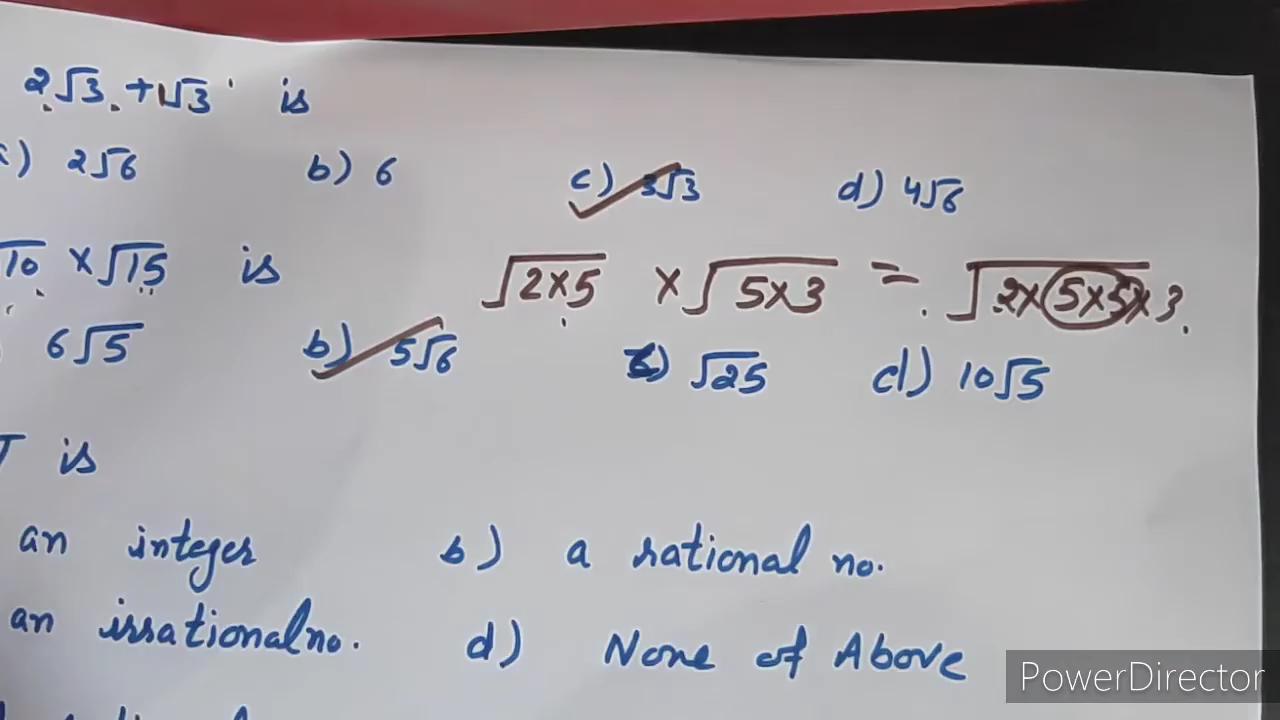 2√3 + 1√3 is
a) 2√6 b) 6 c) 3√3 d) 4√6
√10 × √15 is √2×5 × √5×3 = √2×5×5×3
6√5 b) 5√6 c) √25 d) 10√5
is
an integer b) a rational no.
an irrational no. d) None of Above
PowerDirector